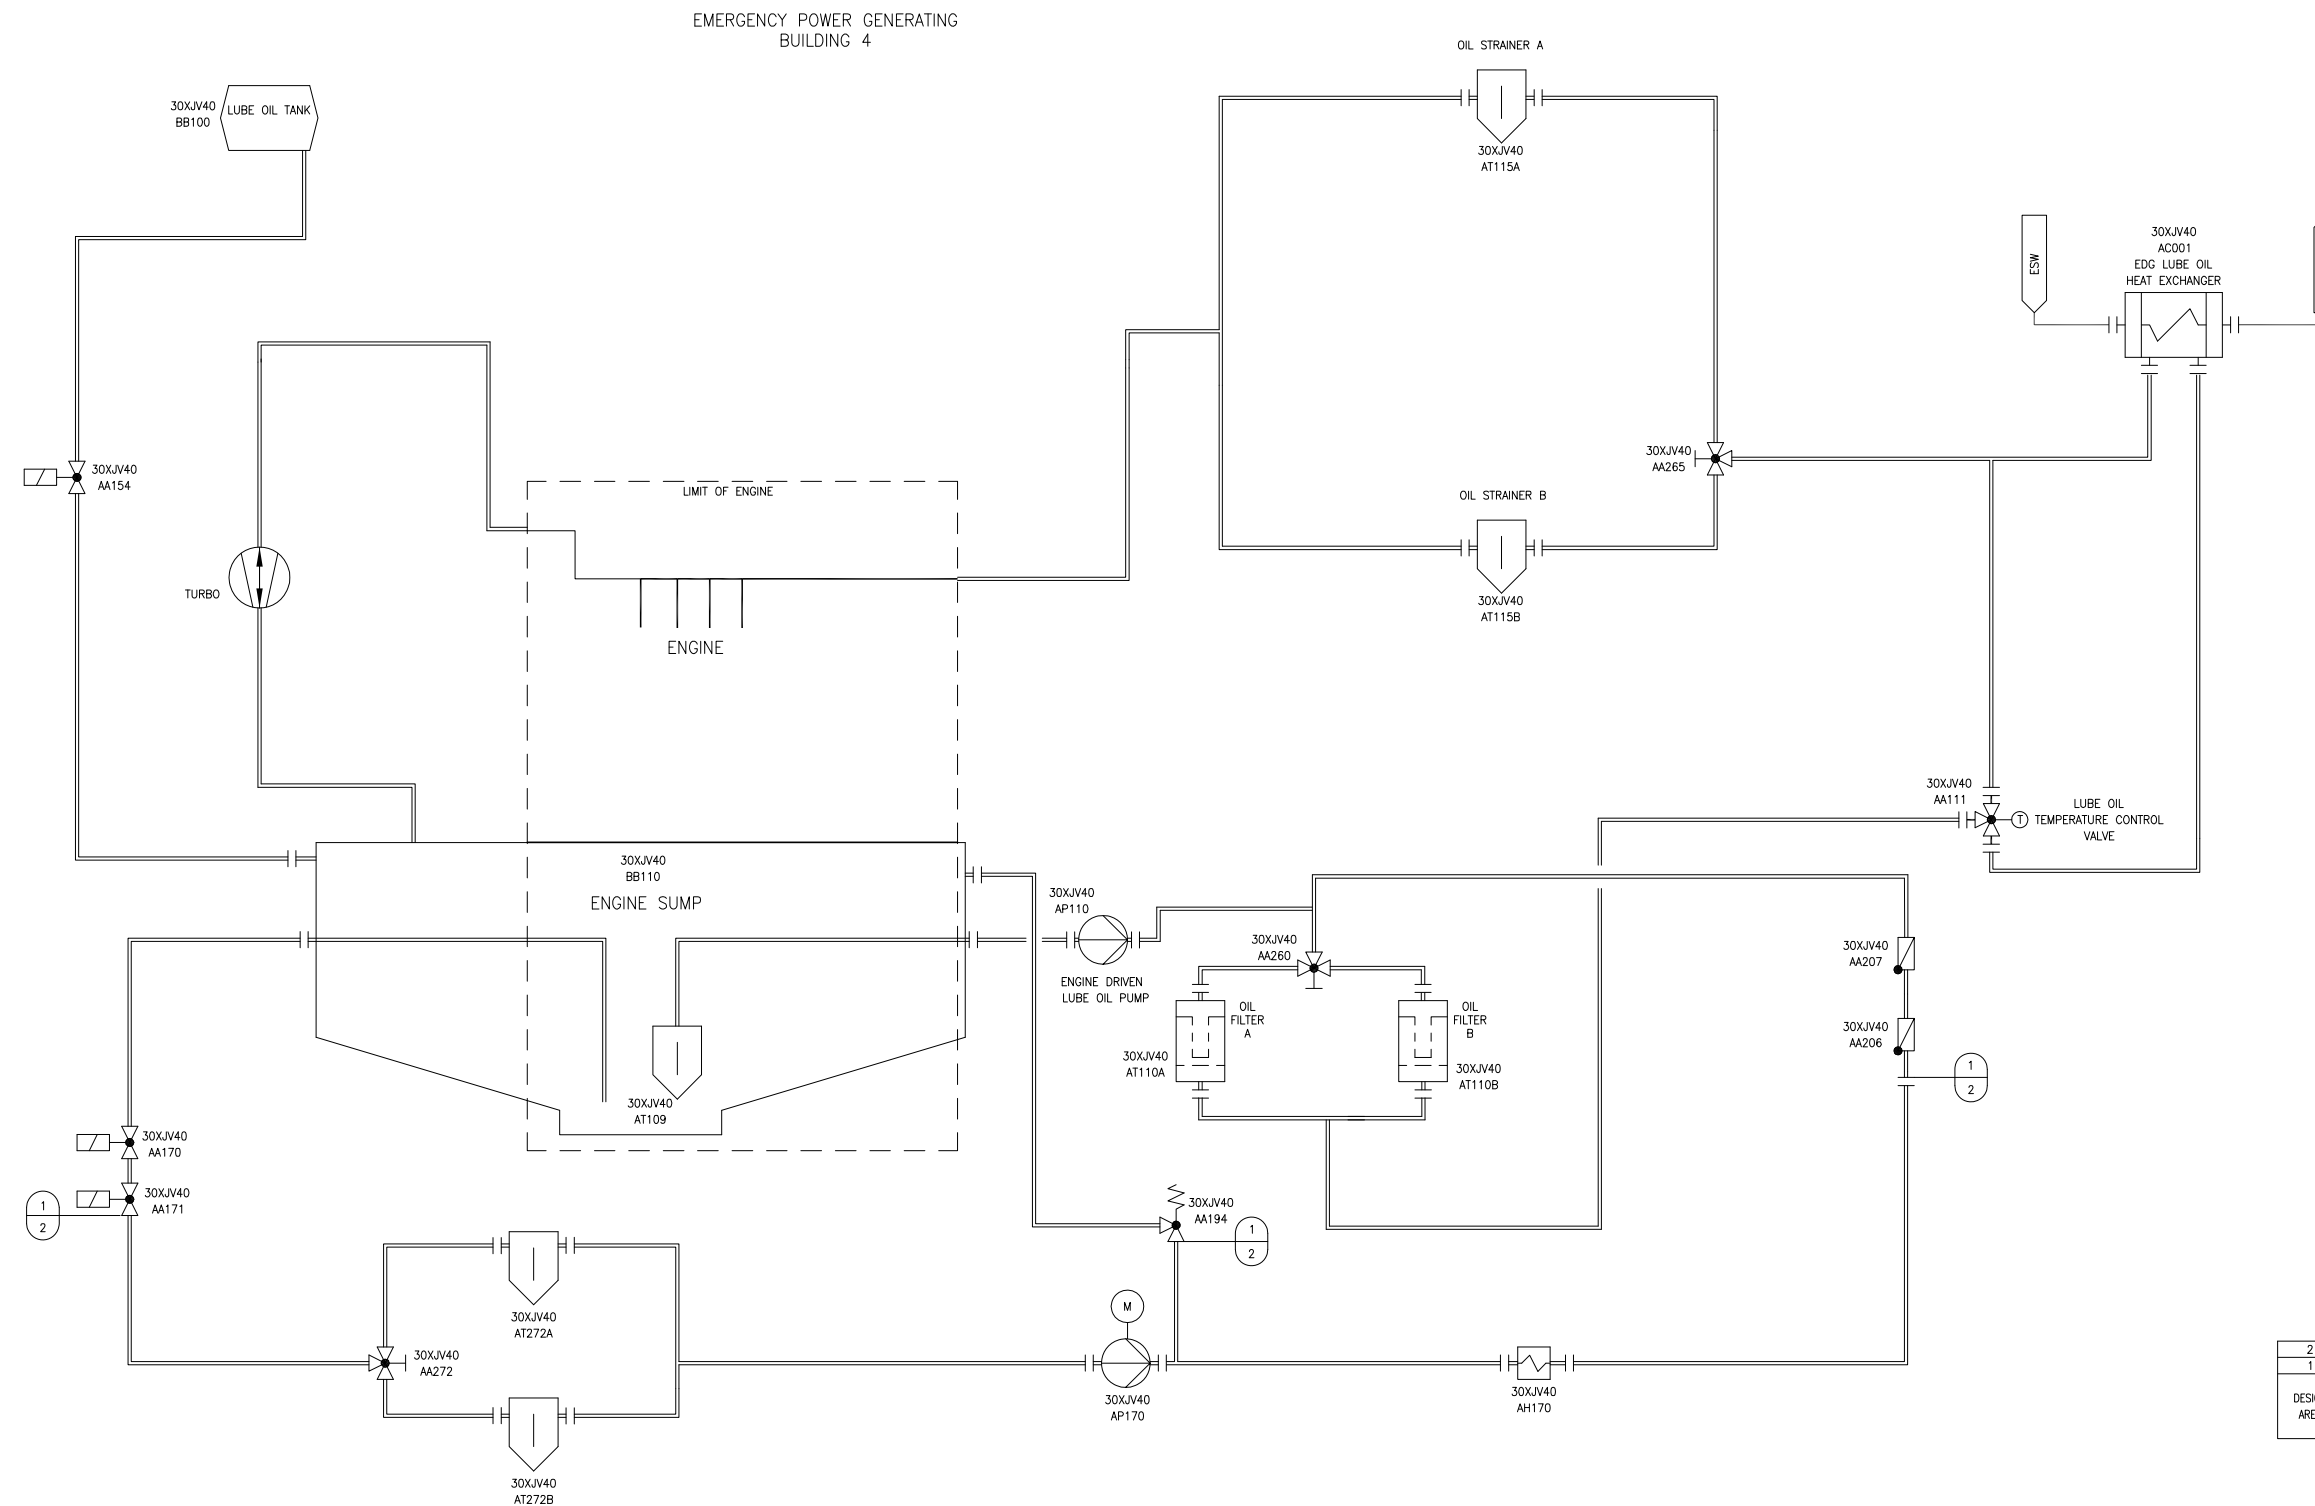 EMERGENCY POWER GENERATING
BUILDING 4
OIL STRAINER A
30XJV40
BB100
LUBE OIL TANK
30XJV40
AT115A
ESW
30XJV40
AC001
EDG LUBE OIL
HEAT EXCHANGER
30XJV40
AA154
LIMIT OF ENGINE
30XJV40
AA265
OIL STRAINER B
TURBO
30XJV40
AT115B
ENGINE
30XJV40
AA111
T
LUBE OIL
TEMPERATURE CONTROL
VALVE
30XJV40
BB110
ENGINE SUMP
30XJV40
AP110
ENGINE DRIVEN
LUBE OIL PUMP
30XJV40
AA260
30XJV40
AA207
OIL
FILTER
A
OIL
FILTER
B
30XJV40
AA206
30XJV40
AT110A
30XJV40
AT110B
1
2
30XJV40
AT109
30XJV40
AA170
30XJV40
AA171
1
2
30XJV40
AA194
1
2
30XJV40
AT272A
M
30XJV40
AA272
30XJV40
AP170
30XJV40
AH170
30XJV40
AT272B
2
1
DESI
ARE